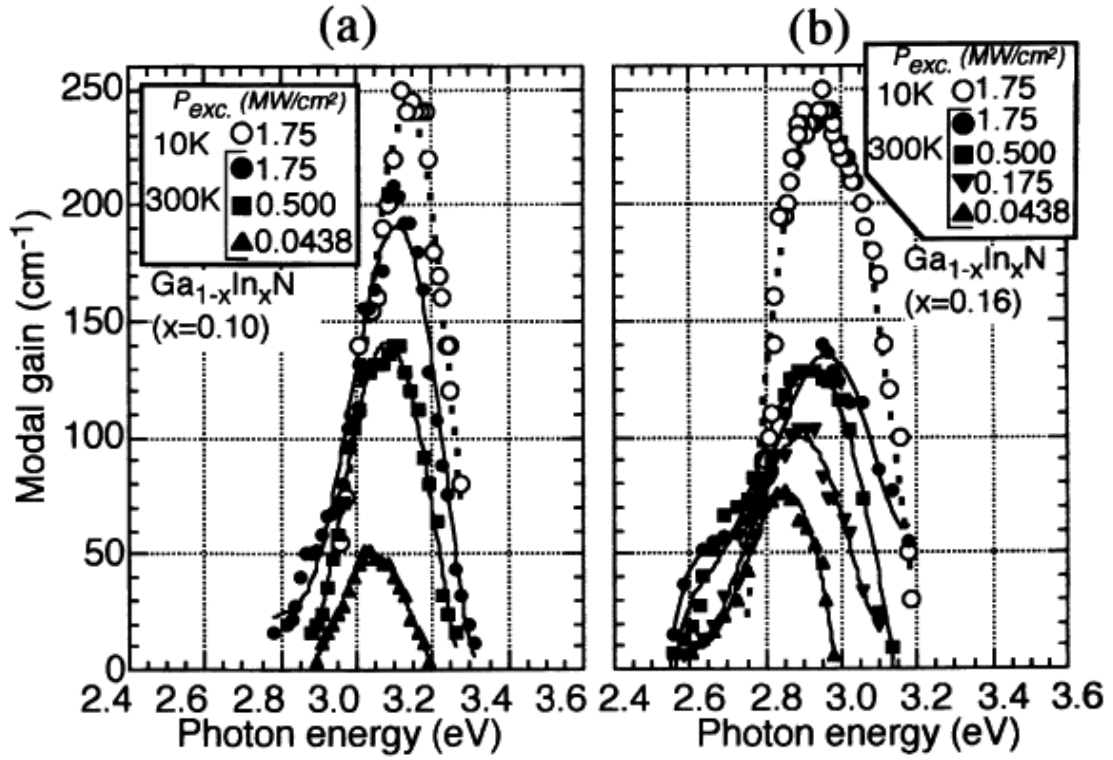 (a)
(b)
P_exc. (MW/cm²)
10K ○ 1.75
300K ● 1.75
■ 0.500
▲ 0.0438
Ga₁₋ₓInₓN
(x=0.10)
P_exc. (MW/cm²)
10K ○ 1.75
300K ● 1.75
■ 0.500
▼ 0.175
▲ 0.0438
Ga₁₋ₓInₓN
(x=0.16)
Modal gain (cm⁻¹)
250
200
150
100
50
0
2.4 2.6 2.8 3.0 3.2 3.4 3.6
2.4 2.6 2.8 3.0 3.2 3.4 3.6
Photon energy (eV)
Photon energy (eV)